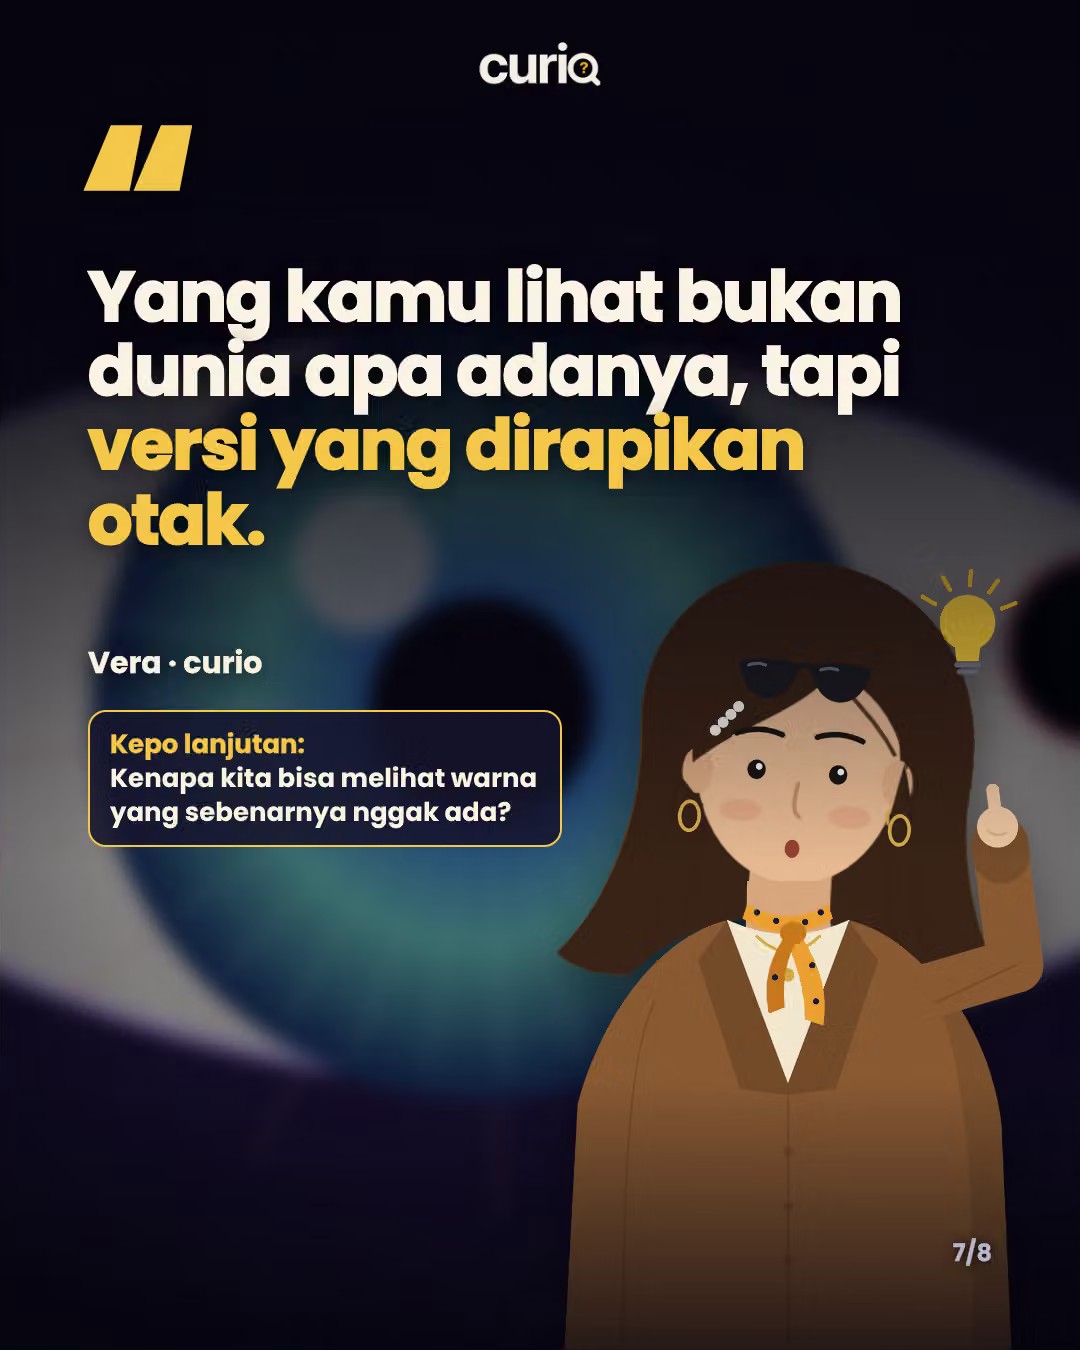 curio
Yang kamu lihat bukan
dunia apa adanya, tapi
versi yang dirapikan
otak.
Vera · curio
Kepo lanjutan:
Kenapa kita bisa melihat warna
yang sebenarnya nggak ada?
7/8